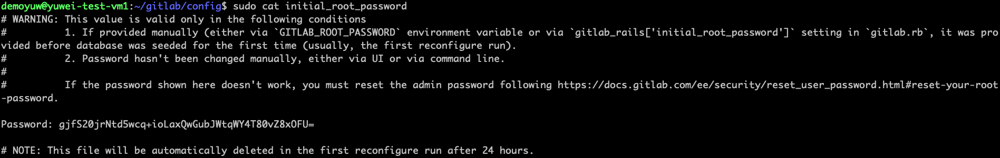 demoyuw@yuwei-test-vm1:~/gitlab/config$ sudo cat initial_root_password
# WARNING: This value is valid only in the following conditions
#          1. If provided manually (either via `GITLAB_ROOT_PASSWORD` environment variable or via `gitlab_rails['initial_root_password']` setting in `gitlab.rb`, it was pro
vided before database was seeded for the first time (usually, the first reconfigure run).
#          2. Password hasn't been changed manually, either via UI or via command line.
#
#          If the password shown here doesn't work, you must reset the admin password following https://docs.gitlab.com/ee/security/reset_user_password.html#reset-your-root
-password.
Password: gjfS20jrNtd5wcq+ioLaxQwGubJWtqWY4T80vZ8xOFU=
# NOTE: This file will be automatically deleted in the first reconfigure run after 24 hours.